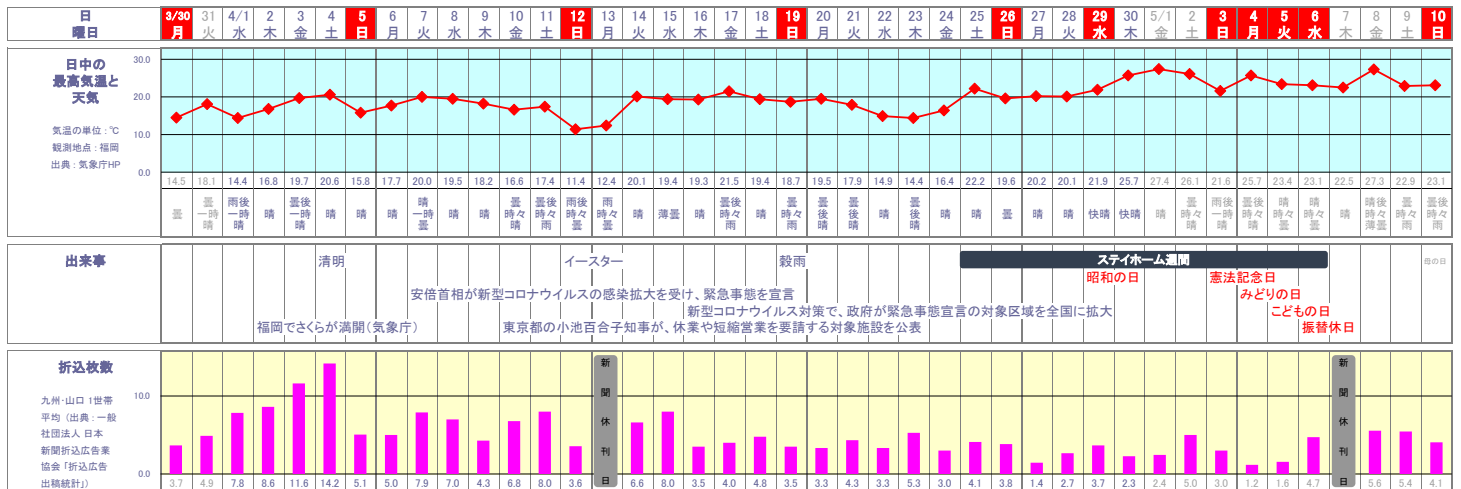 日 3/30 31 4/1 2 3 4 5 6 7 8 9 10 11 12 13 14 15 16 17 18 19 20 21 22 23 24 25 26 27 28 29 30 5/1 2 3 4 5 6 7 8 9 10
曜日 月 火 水 木 金 土 日 月 火 水 木 金 土 日 月 火 水 木 金 土 日 月 火 水 木 金 土 日 月 火 水 木 金 土 日 月 火 水 木 金 土 日
日中の
最高気温と
天気
気温の単位：℃
観測地点：福岡
出典：気象庁HP
30.0
20.0
10.0
0.0
14.5 18.1 14.4 16.8 19.7 20.6 15.8 17.7 20.0 19.5 18.2 16.6 17.4 11.4 12.4 20.1 19.4 19.3 21.5 19.4 18.7 19.5 17.9 14.9 14.4 16.4 22.2 19.6 20.2 20.1 21.9 25.7 27.4 26.1 21.6 25.7 23.4 23.1 22.5 27.3 22.9 23.1
曇 曇一時晴 雨後一時晴 晴 曇後一時晴 晴 晴 晴 晴一時曇 晴 晴 曇時々晴 曇後時々晴 雨後時々曇 雨時々曇 晴 薄曇 晴 曇後時々雨 晴 曇時々雨 曇後晴 曇後晴 晴 曇後晴 晴 晴 曇 晴 晴 快晴 快晴 晴 曇時々晴 雨後一時晴 曇後時々晴 晴時々曇 晴時々曇 晴 晴後時々薄曇 曇時々雨 曇後時々雨
出来事
清明 イースター 穀雨 ステイホーム週間 母の日
昭和の日 憲法記念日
安倍首相が新型コロナウイルスの感染拡大を受け、緊急事態を宣言 みどりの日
新型コロナウイルス対策で、政府が緊急事態宣言の対象区域を全国に拡大 こどもの日
福岡でさくらが満開（気象庁） 東京都の小池百合子知事が、休業や短縮営業を要請する対象施設を公表 振替休日
折込枚数
九州・山口 1世帯
平均（出典：一般
社団法人 日本
新聞折込広告業
協会「折込広告
出稿統計」）
10.0
0.0
新聞休刊日
新聞休刊日
3.7 4.9 7.8 8.6 11.6 14.2 5.1 5.0 7.9 7.0 4.3 6.8 8.0 3.6 6.6 8.0 3.5 4.0 4.8 3.5 3.3 4.3 3.3 5.3 3.0 4.1 3.8 1.4 2.7 3.7 2.3 2.4 5.0 3.0 1.2 1.6 4.7 5.6 5.4 4.1